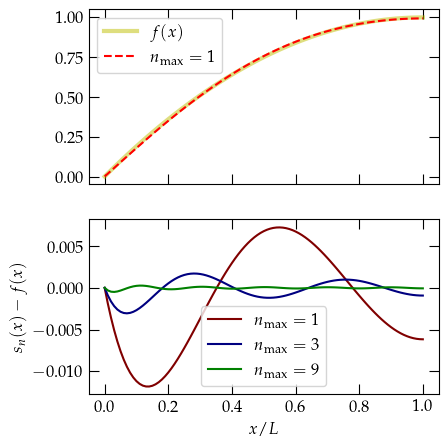 1.00
0.75
0.50
0.25
0.00
f(x)
n_max = 1
s_n(x) − f(x)
0.005
0.000
−0.005
−0.010
n_max = 1
n_max = 3
n_max = 9
0.0 0.2 0.4 0.6 0.8 1.0
x/L